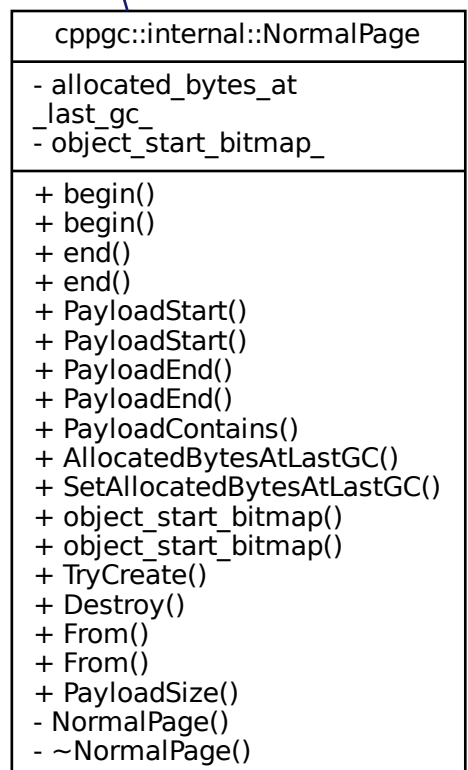 cppgc::internal::NormalPage
- allocated_bytes_at
_last_gc_
- object_start_bitmap_
+ begin()
+ begin()
+ end()
+ end()
+ PayloadStart()
+ PayloadStart()
+ PayloadEnd()
+ PayloadEnd()
+ PayloadContains()
+ AllocatedBytesAtLastGC()
+ SetAllocatedBytesAtLastGC()
+ object_start_bitmap()
+ object_start_bitmap()
+ TryCreate()
+ Destroy()
+ From()
+ From()
+ PayloadSize()
- NormalPage()
- ~NormalPage()